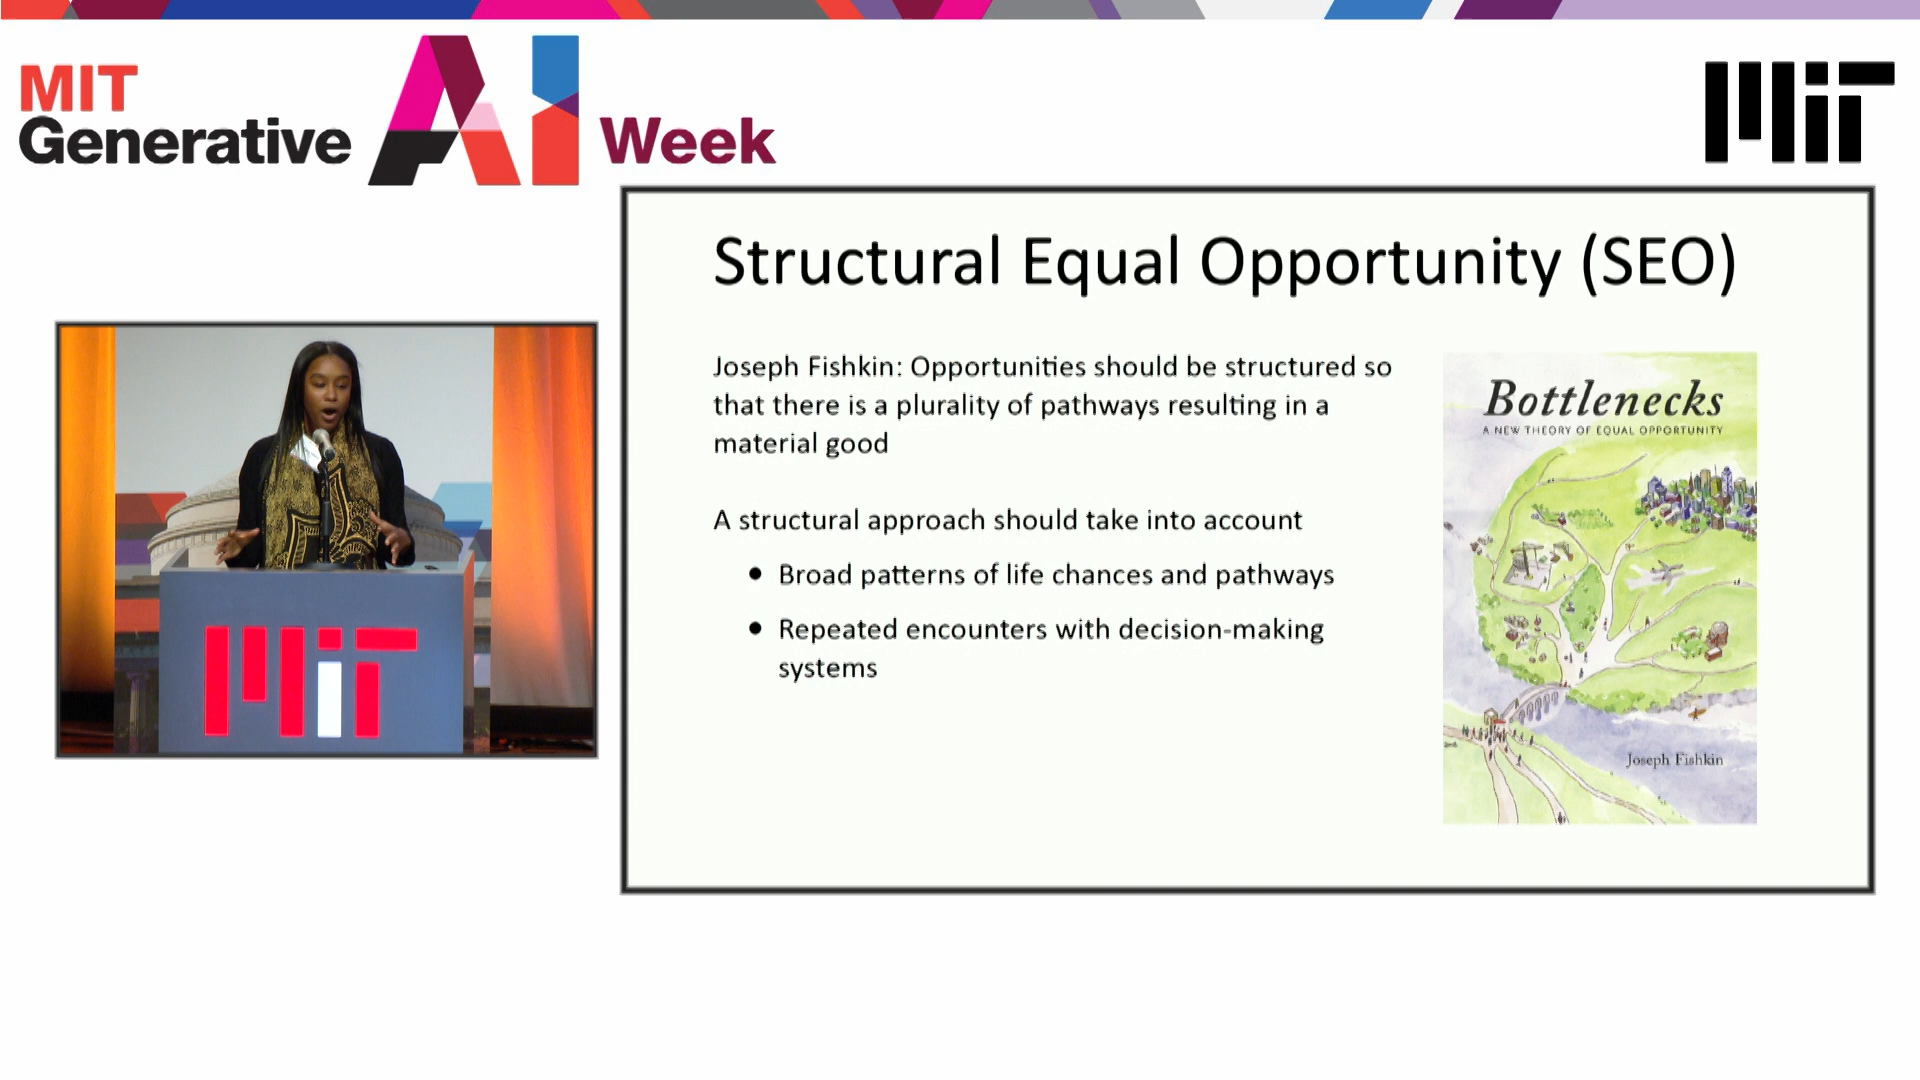 MIT
Generative AI Week
MIT
Structural Equal Opportunity (SEO)
Joseph Fishkin: Opportunities should be structured so
that there is a plurality of pathways resulting in a
material good
A structural approach should take into account
• Broad patterns of life chances and pathways
• Repeated encounters with decision-making
systems
Bottlenecks
A NEW THEORY OF EQUAL OPPORTUNITY
Joseph Fishkin
MIT